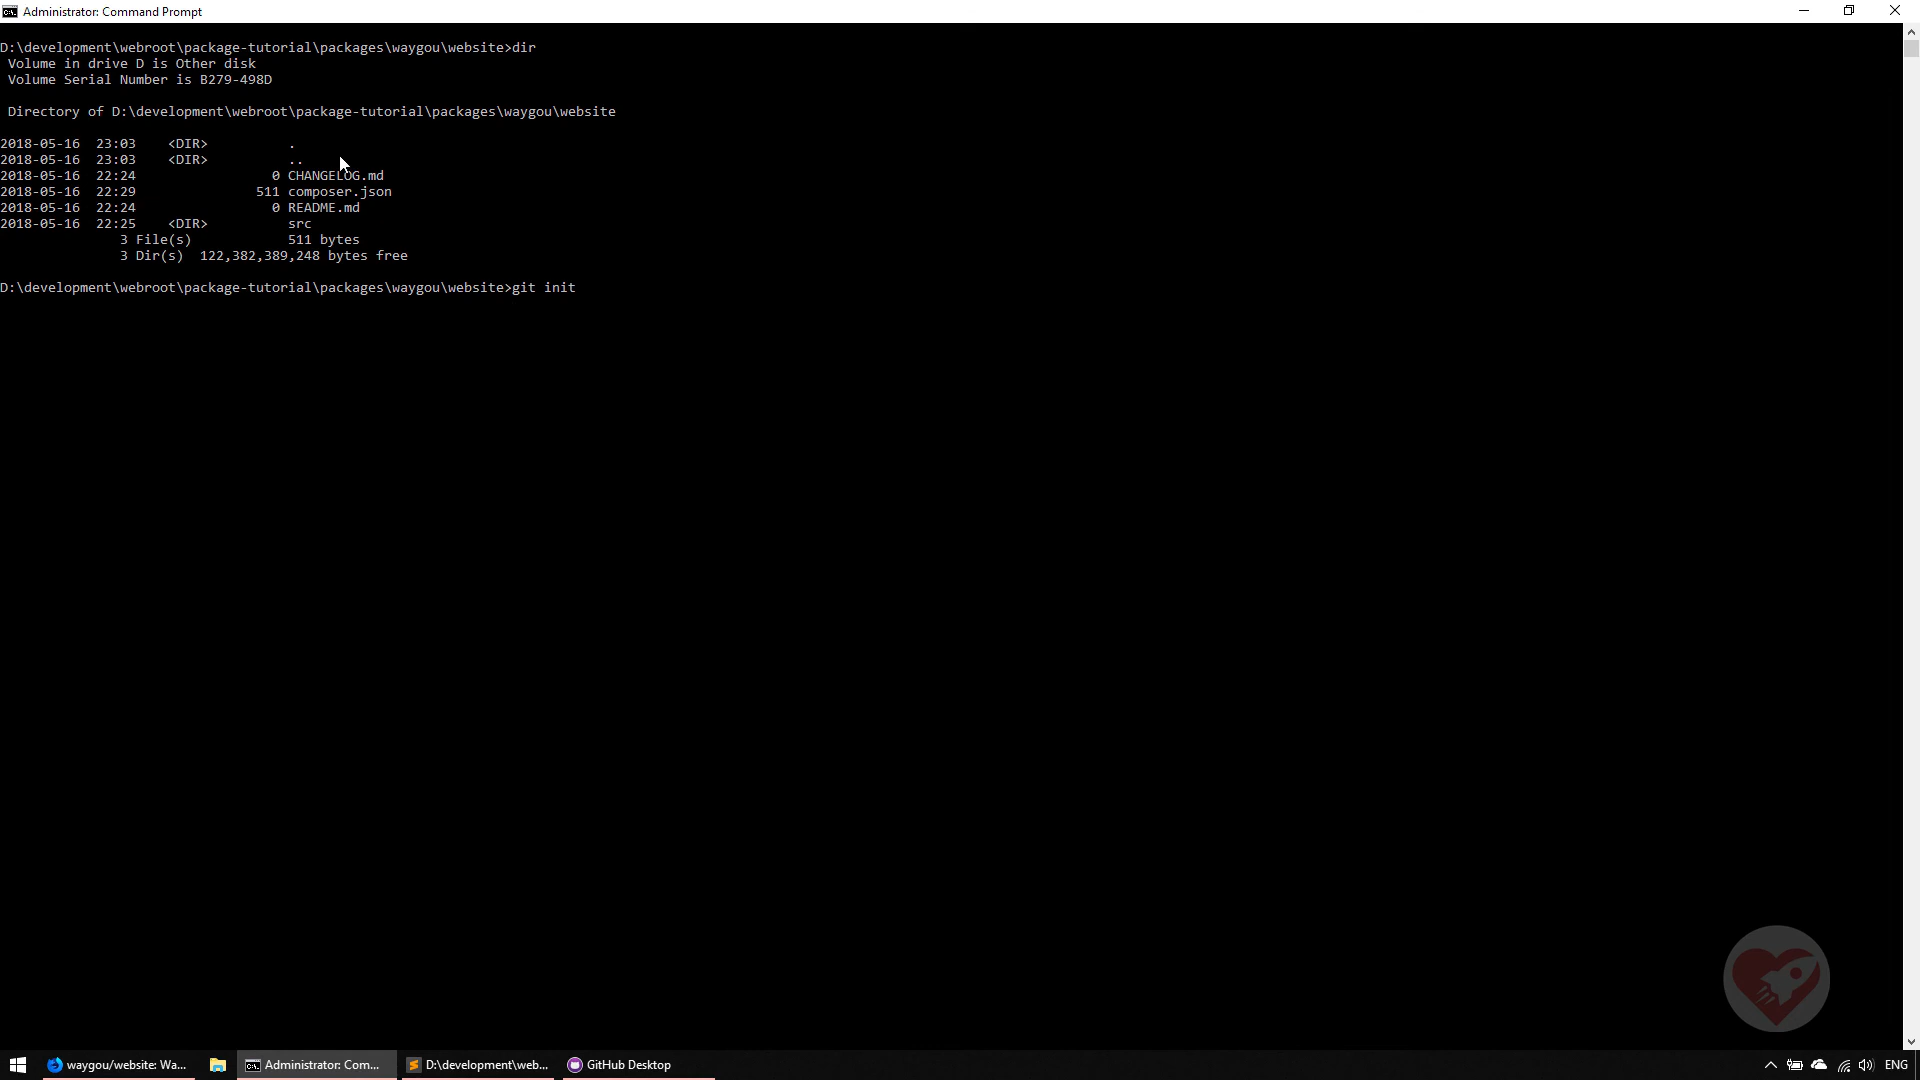 Administrator: Command Prompt
D:\development\webroot\package-tutorial\packages\waygou\website>dir
Volume in drive D is Other disk
Volume Serial Number is B279-498D
Directory of D:\development\webroot\package-tutorial\packages\waygou\website
2018-05-16 23:03 <DIR> .
2018-05-16 23:03 <DIR> ..
2018-05-16 22:24 0 CHANGELOG.md
2018-05-16 22:29 511 composer.json
2018-05-16 22:24 0 README.md
2018-05-16 22:25 <DIR> src
3 File(s) 511 bytes
3 Dir(s) 122,382,389,248 bytes free
D:\development\webroot\package-tutorial\packages\waygou\website>git init
waygou/website: Wa... Administrator: Com... D:\development\web... GitHub Desktop ENG